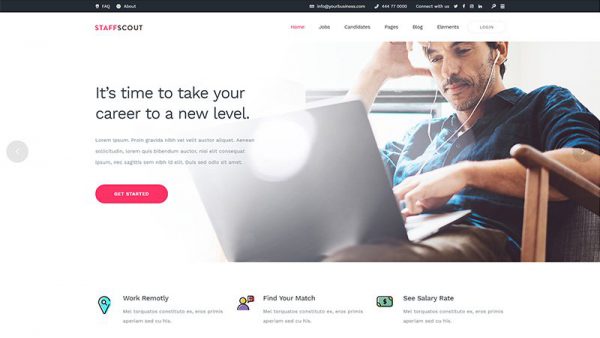 FAQ About info@yourbusiness.com 444 77 0000 Connect with us
STAFFSCOUT Home Jobs Candidates Pages Blog Elements LOGIN
It's time to take your
career to a new level.
Lorem ipsum. Proin gravida nibh vel velit auctor aliquet. Aenean
sollicitudin, lorem quis bibendum auctor, nisi elit consequat
ipsum, nec sagittis sem nibh id elit. Duis sed odio sit amet.
GET STARTED
Work Remotly Find Your Match See Salary Rate
Mei torquatos constituto ex, eros primis Mei torquatos constituto ex, eros primis Mei torquatos constituto ex, eros primis
aperiam sed cu his. aperiam sed cu his. aperiam sed cu his.